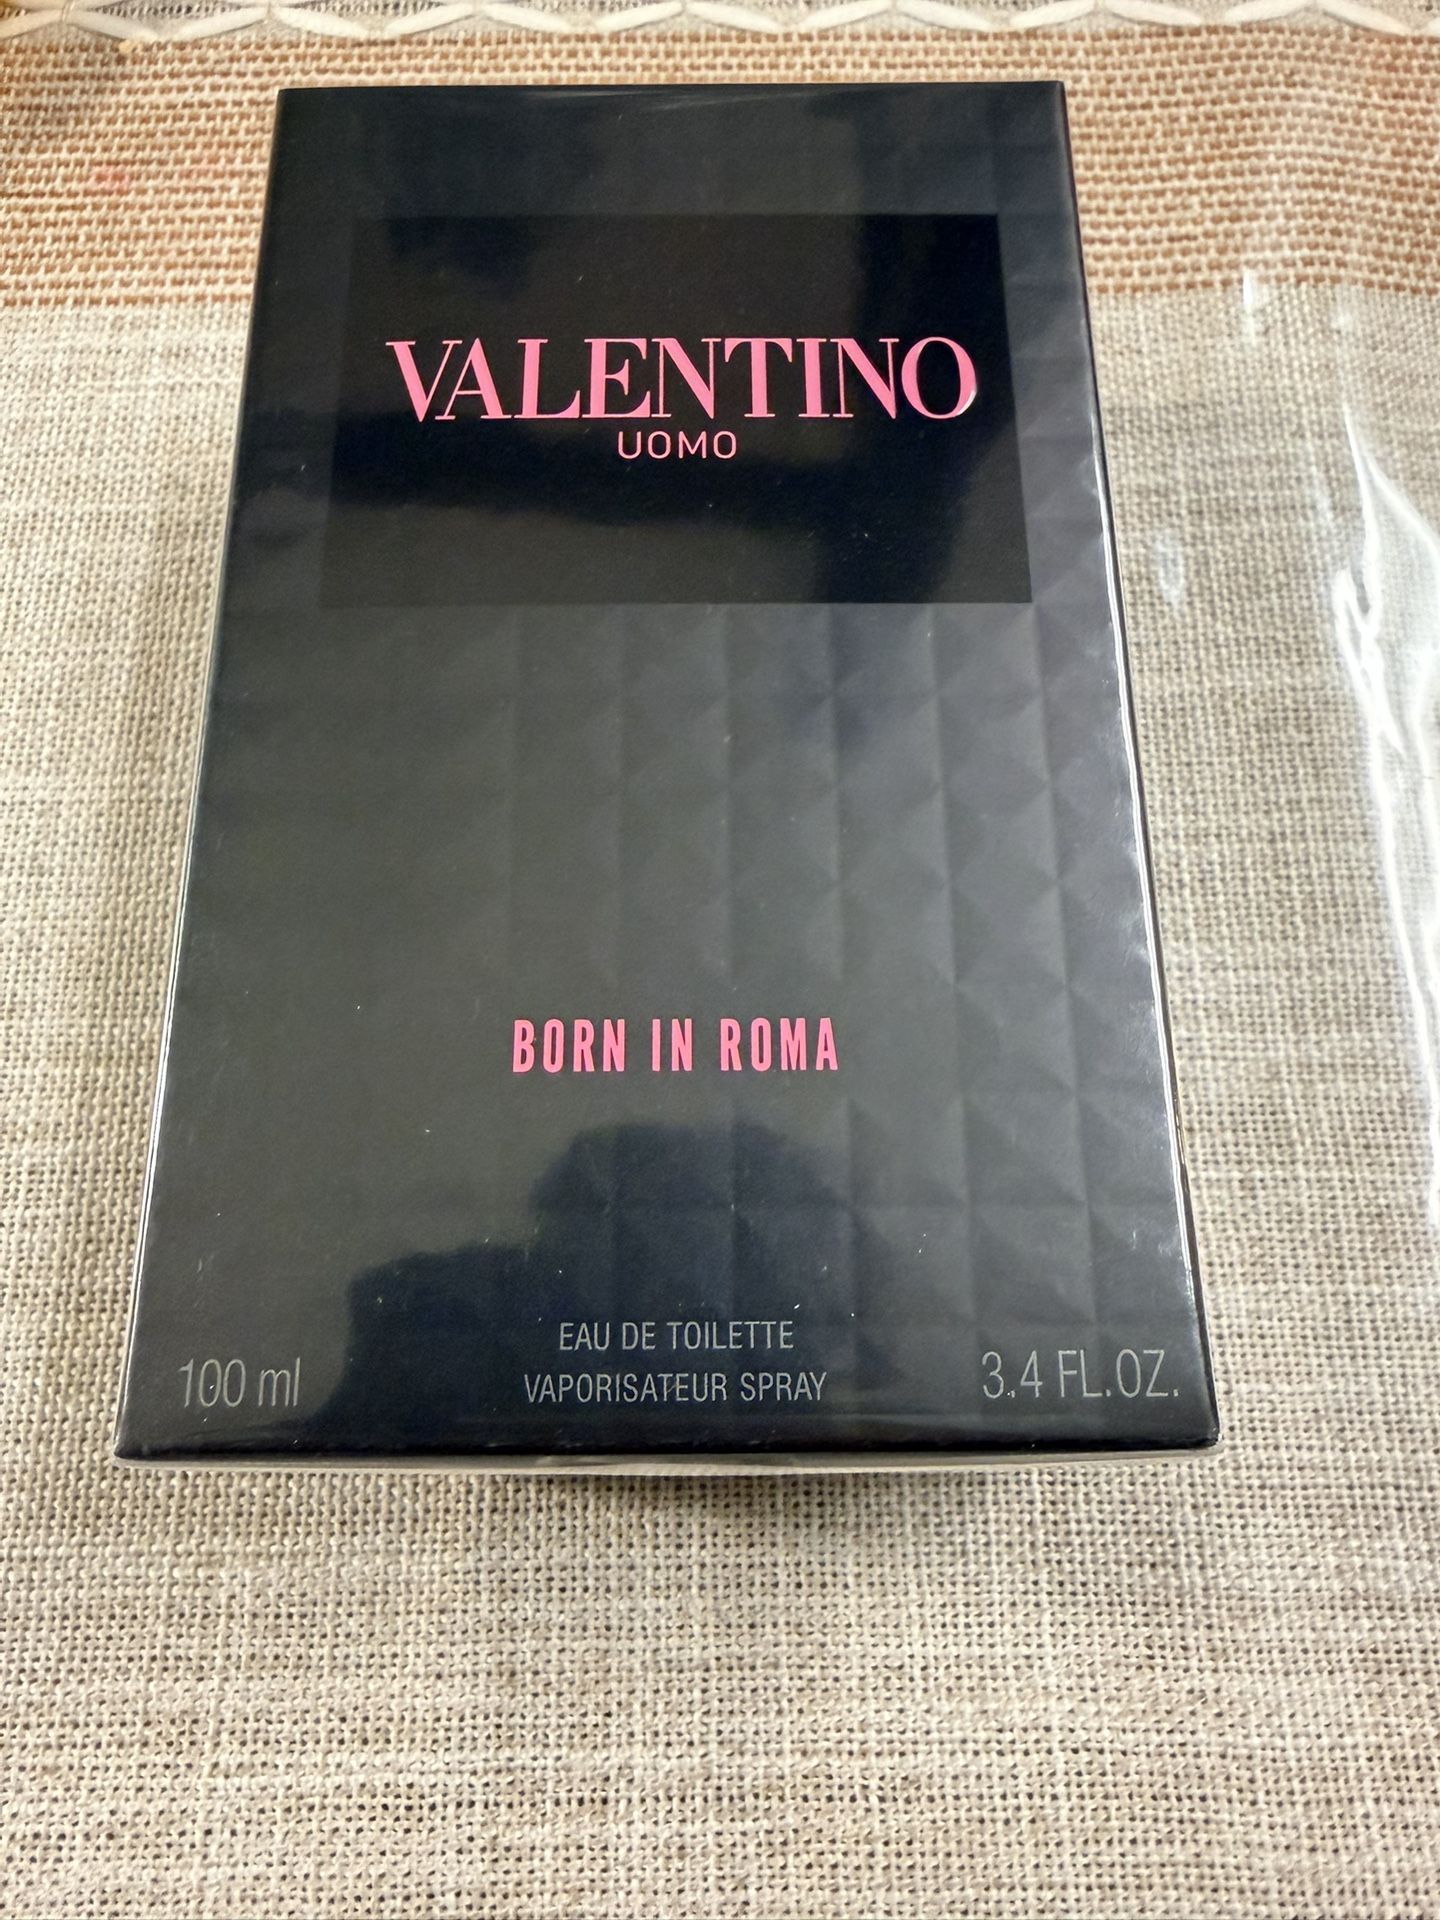 VALENTINO
UOMO
BORN IN ROMA
EAU DE TOILETTE
100 ml
VAPORISATEUR SPRAY
3.4 FL.OZ.